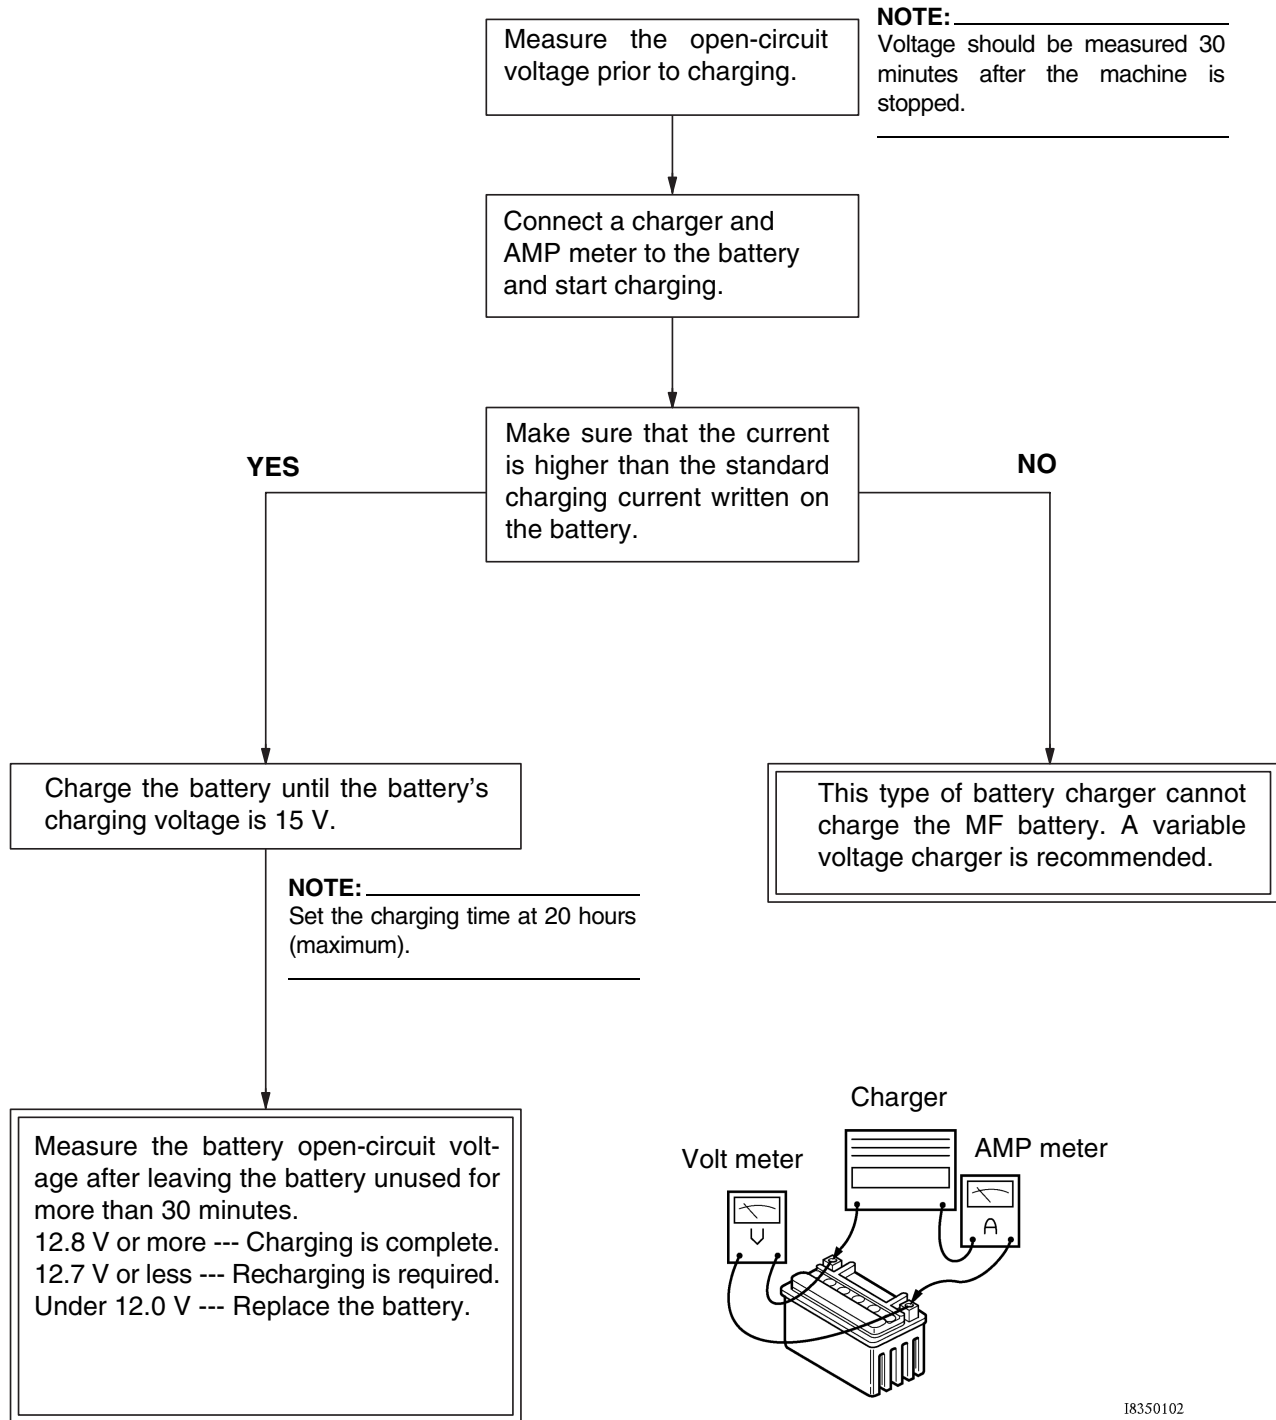 Measure the open-circuit
voltage prior to charging.
NOTE:
Voltage should be measured 30
minutes after the machine is
stopped.
Connect a charger and
AMP meter to the battery
and start charging.
Make sure that the current
is higher than the standard
charging current written on
the battery.
YES
NO
Charge the battery until the battery’s
charging voltage is 15 V.
This type of battery charger cannot
charge the MF battery. A variable
voltage charger is recommended.
NOTE:
Set the charging time at 20 hours
(maximum).
Measure the battery open-circuit volt-
age after leaving the battery unused for
more than 30 minutes.
12.8 V or more --- Charging is complete.
12.7 V or less --- Recharging is required.
Under 12.0 V --- Replace the battery.
Charger
Volt meter
AMP meter
V
A
I8350102